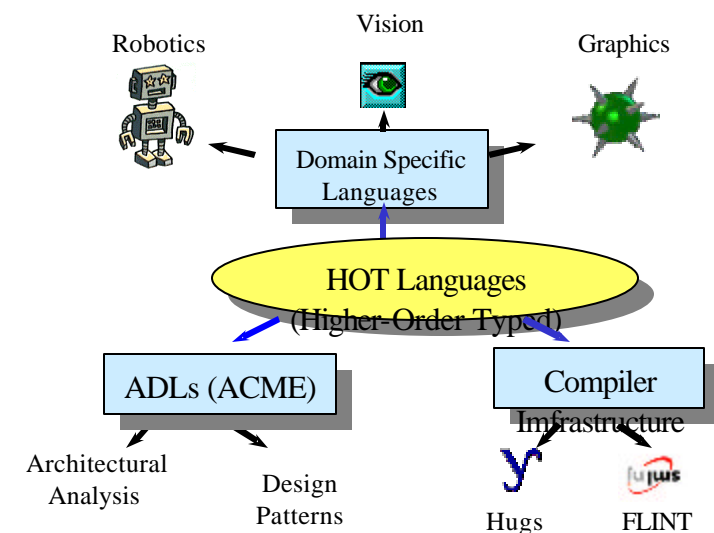 Vision
Robotics
Graphics
Domain Specific
Languages
HOT Languages
(Higher-Order Typed)
ADLs (ACME)
Compiler
Imfrastructure
Architectural
Analysis
Design
Patterns
Hugs
FLINT